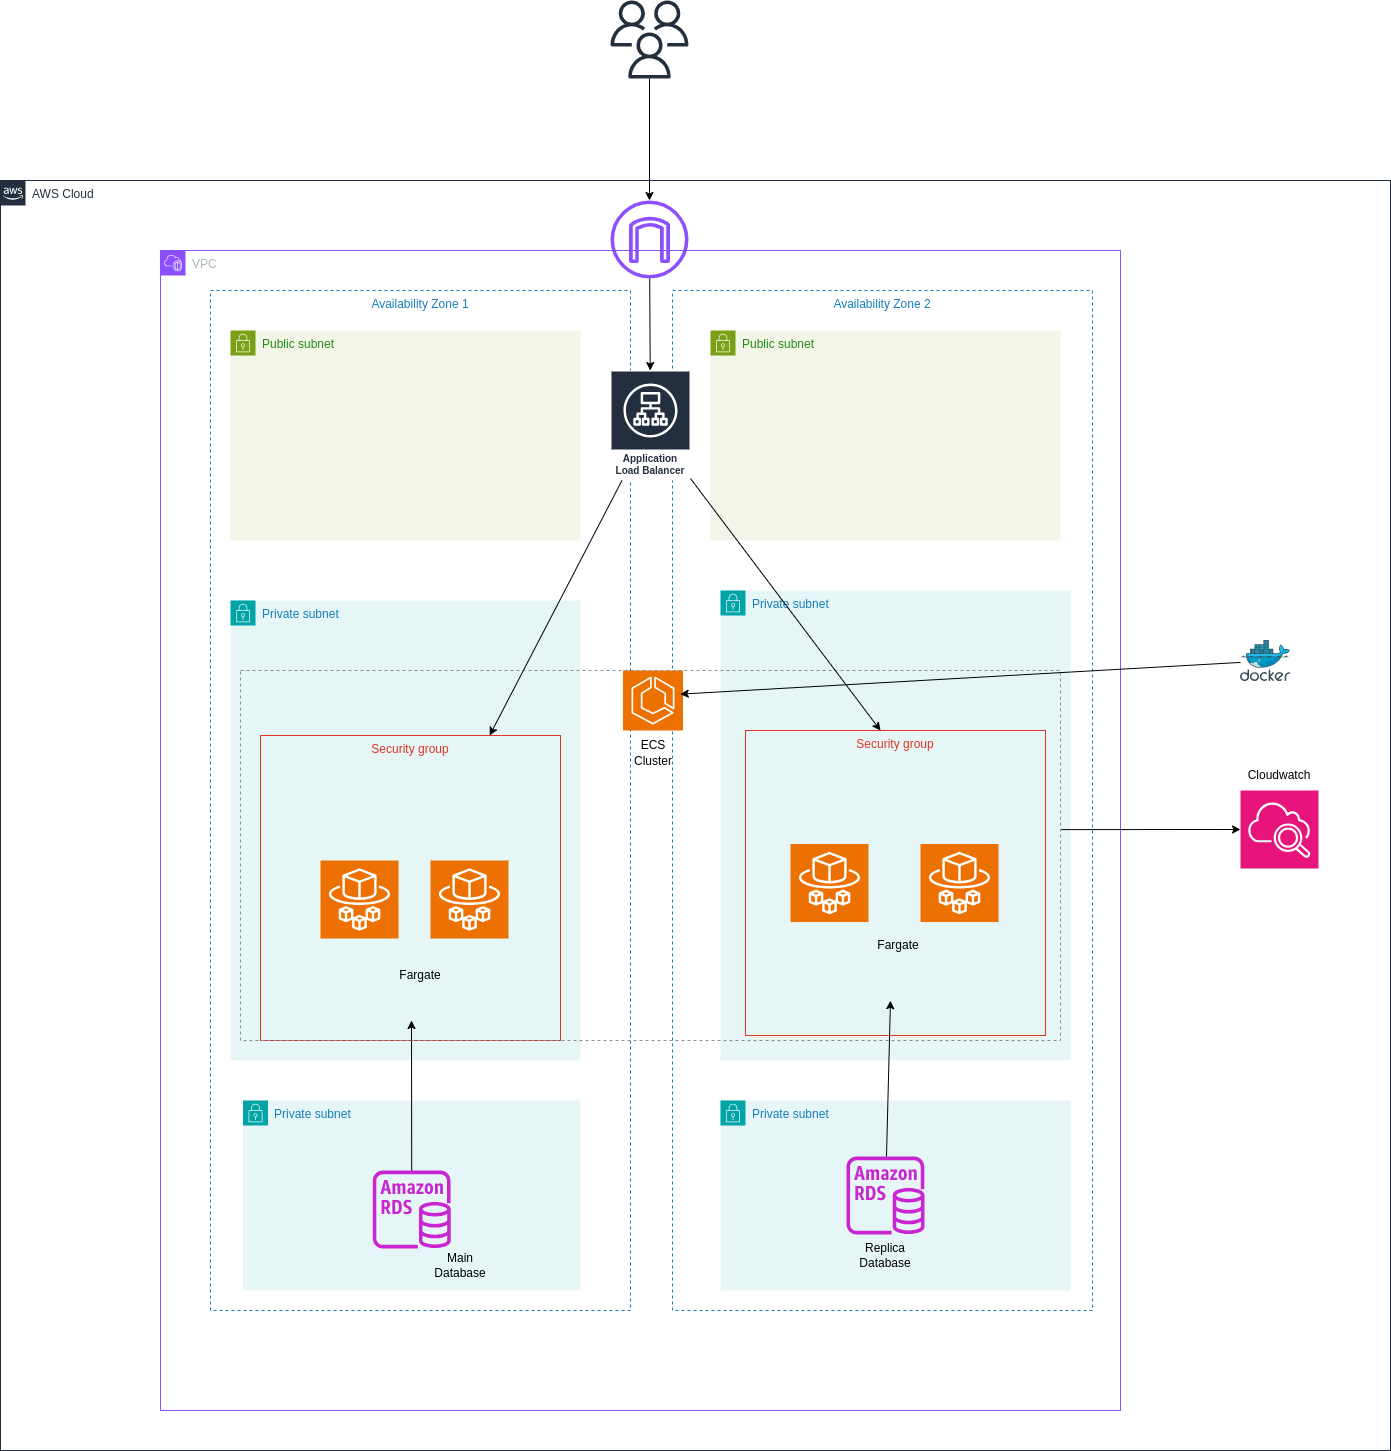 aws
AWS Cloud
VPC
Availability Zone 1
Availability Zone 2
Public subnet
Public subnet
Application
Load Balancer
Private subnet
Private subnet
docker
ECS
Cluster
Security group
Security group
Cloudwatch
Fargate
Fargate
Private subnet
Private subnet
Amazon
RDS
Amazon
RDS
Main
Database
Replica
Database